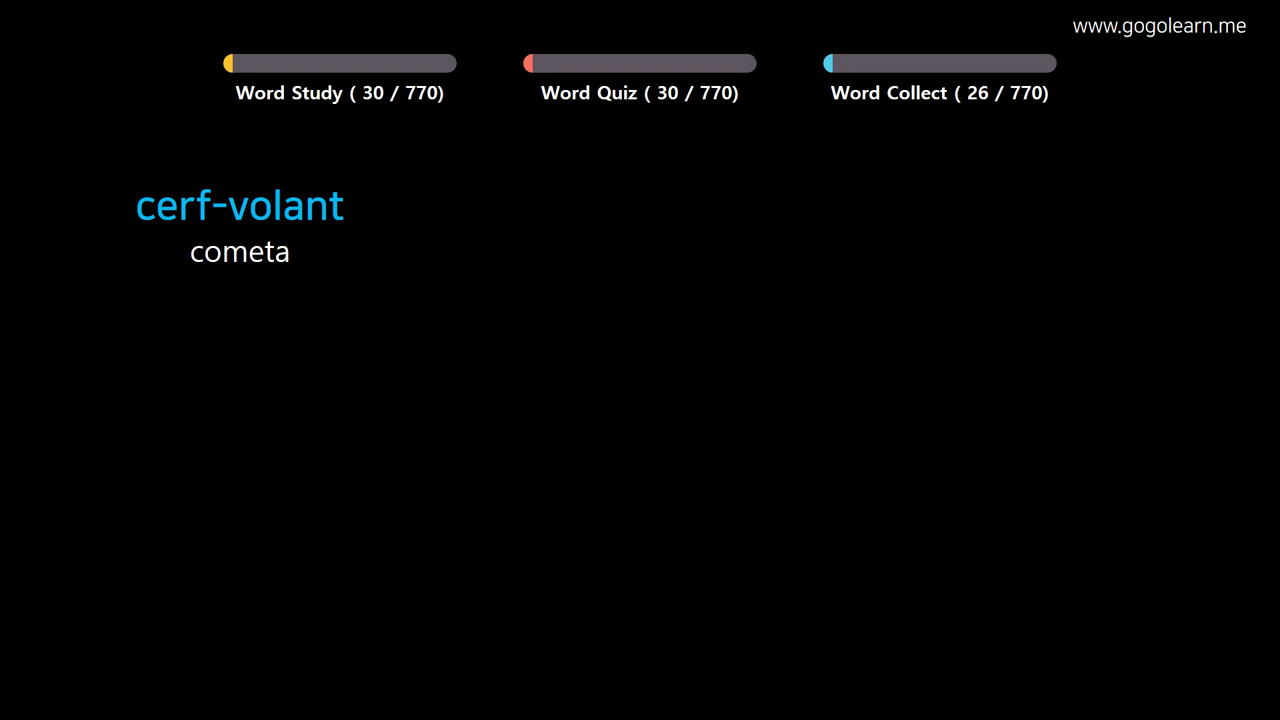 www.gogolearn.me
Word Study ( 30 / 770)
Word Quiz ( 30 / 770)
Word Collect ( 26 / 770)
cerf-volant
cometa